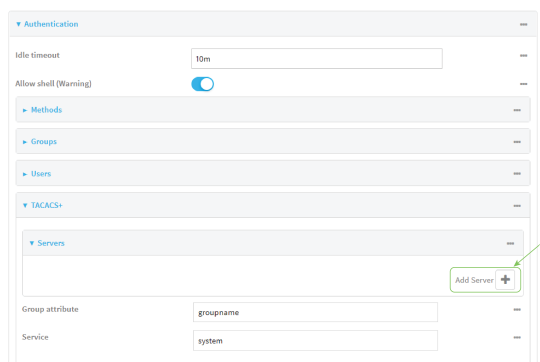 Authentication
Idle timeout
10m
Allow shell (Warning)
Methods
Groups
Users
TACACS+
Servers
Add Server
Group attribute
groupname
Service
system